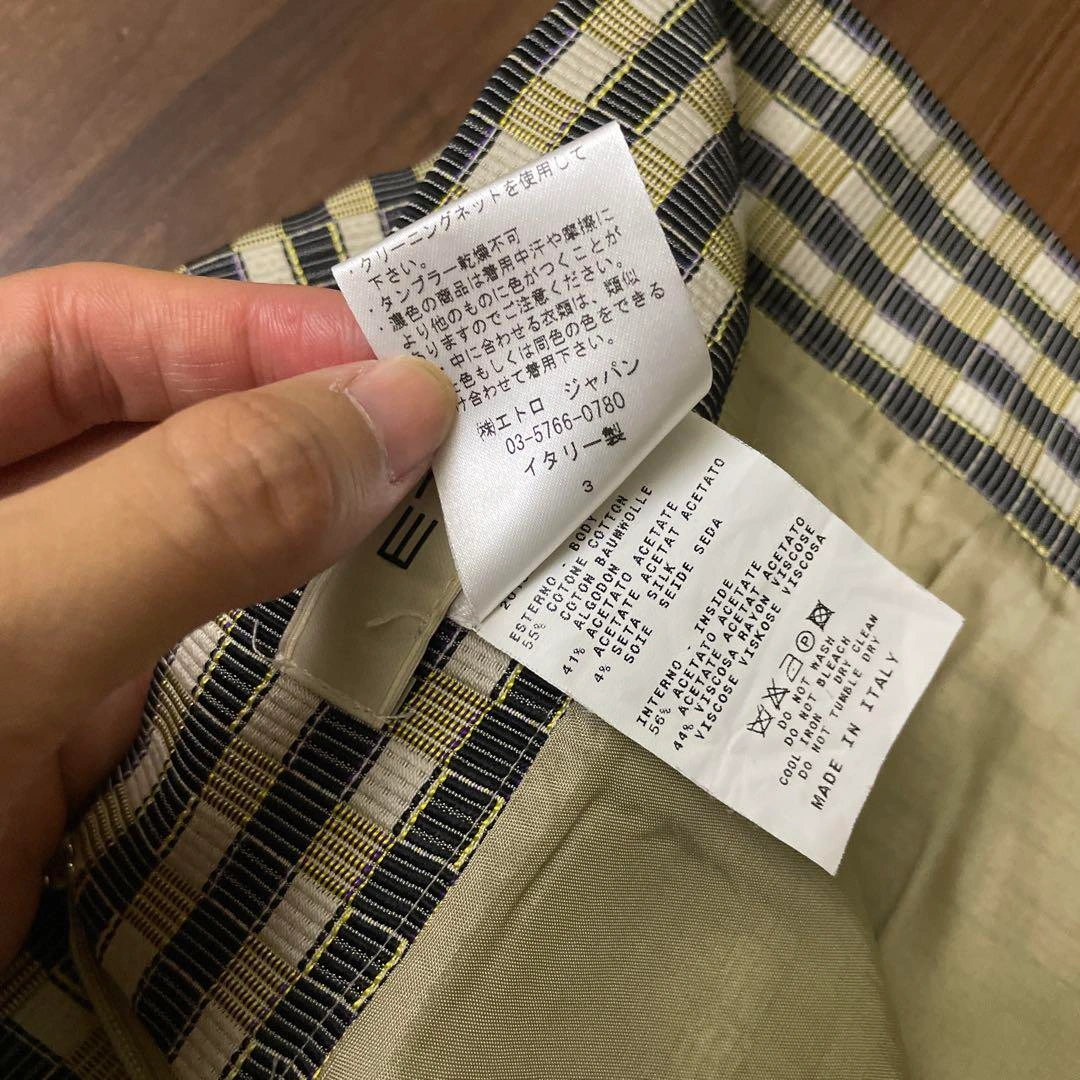 ・クリーニングネットを使用して
下さい。
・タンブラー乾燥不可
・濃色の商品は着用中汗や摩擦に
より他のものに色がつくことが
いますのでご注意ください。
、中に合わせる衣類は、類似
色もしくは同色の色をできる
け合わせて着用下さい。
㈱エトロ ジャパン
03-5766-0780
イタリー製
3
E
ESTERNO - BODY
55% COTONE COTTON
COTON BAUMWOLLE
ALGODON
41% ACETATO ACETATE
ACETATE ACETAT ACETATO
4% SETA SILK SEDA
SOIE SEIDE
INTERNO - INSIDE
56% ACETATO ACETATE
ACETATE ACETAT ACETATO
44% VISCOSA RAYON VISCOSE
VISCOSE VISKOSE VISCOSA
P
DO NOT WASH
DO NOT BLEACH
COOL IRON / DRY CLEAN
DO NOT TUMBLE DRY
MADE IN ITALY